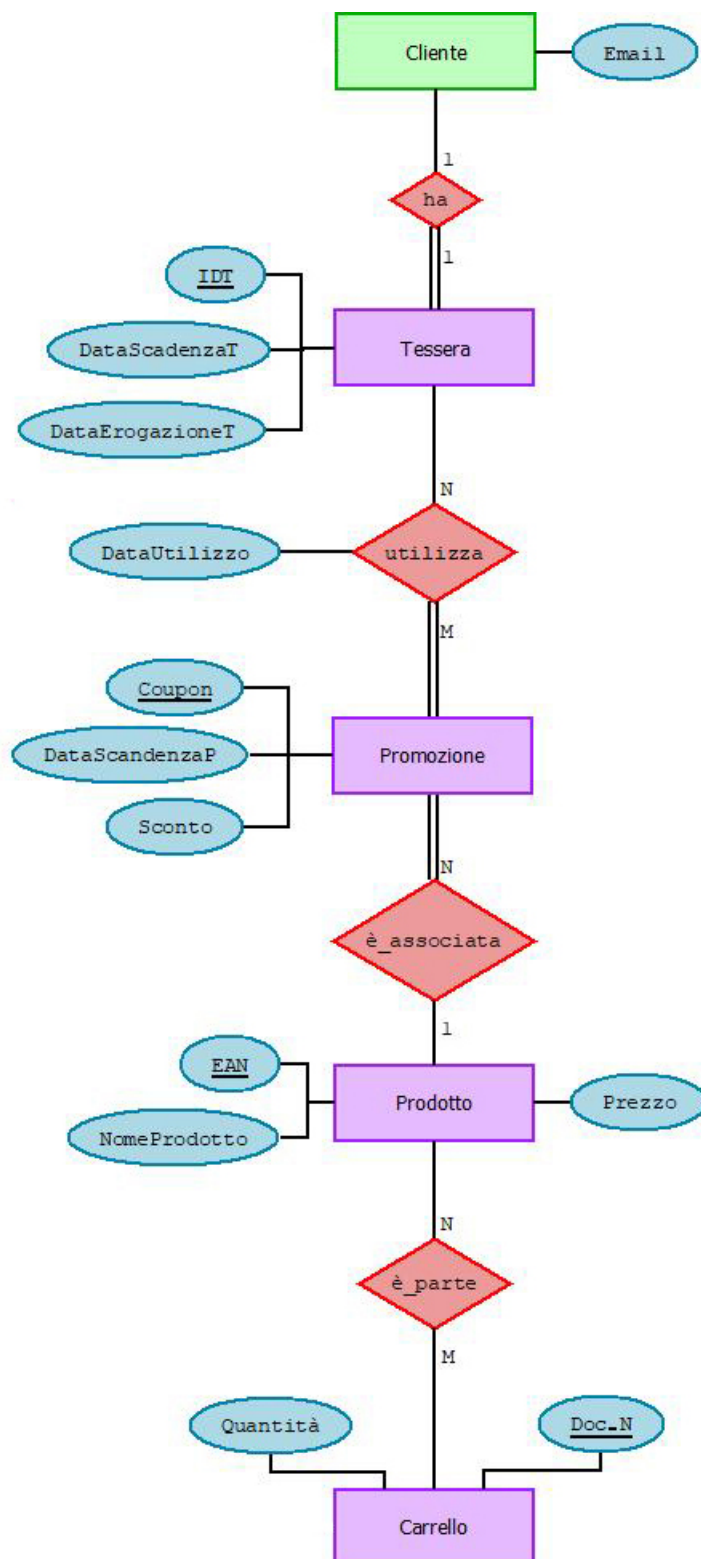 Cliente
Email
1
ha
1
IDT
DataScadenzaT
Tessera
DataErogazioneT
N
DataUtilizzo
utilizza
M
Coupon
DataScandenzaP
Promozione
Sconto
N
è_associata
1
EAN
Prodotto
Prezzo
NomeProdotto
N
è_parte
M
Quantità
Doc_N
Carrello